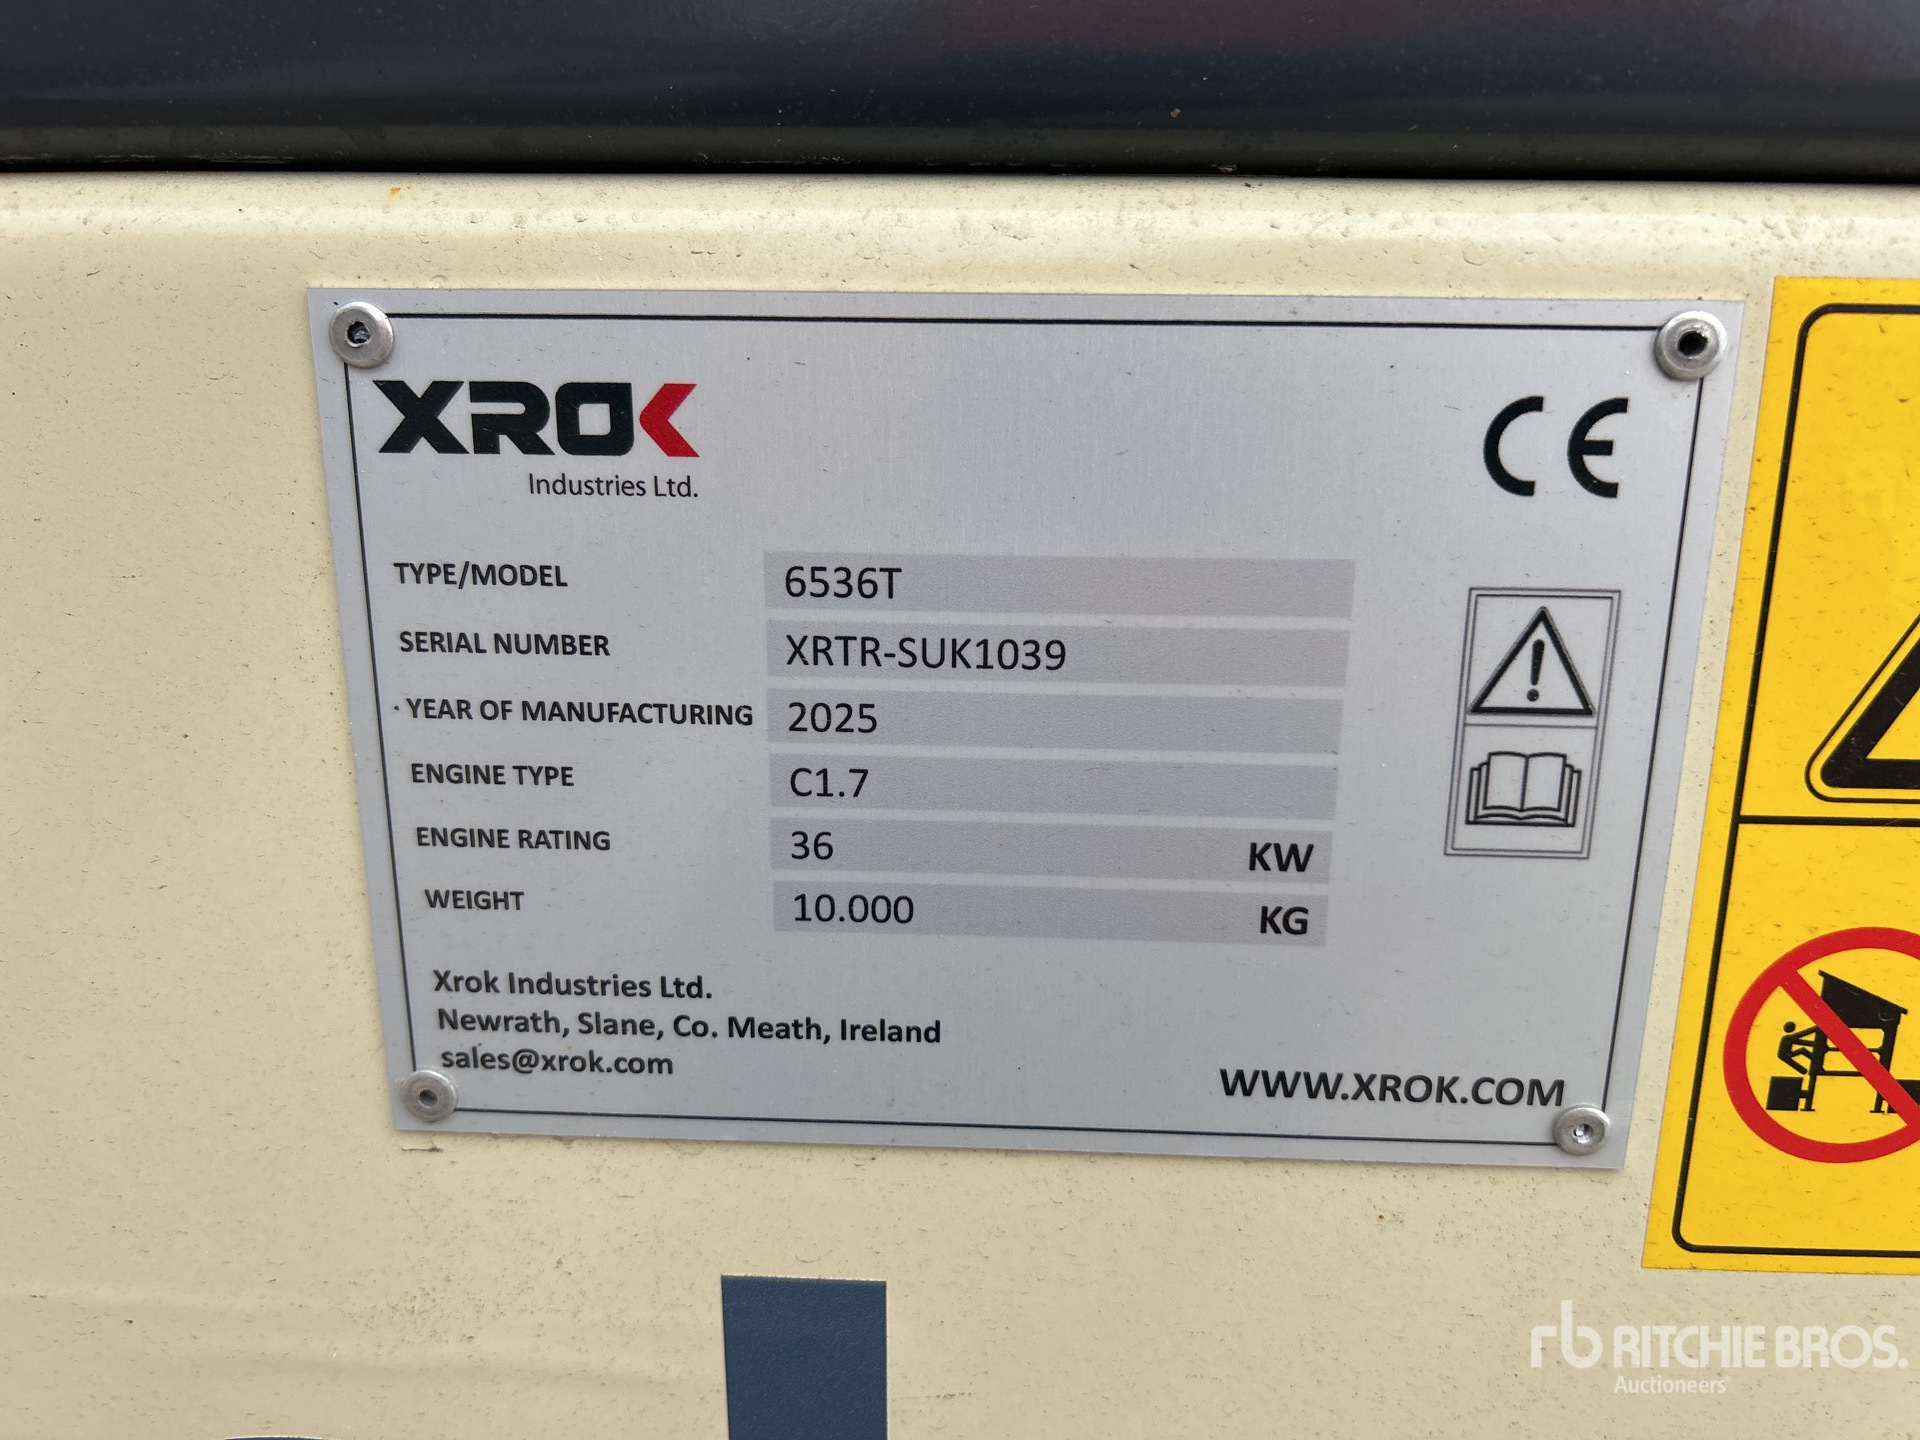 XROK
Industries Ltd.
CE
TYPE/MODEL 6536T
SERIAL NUMBER XRTR-SUK1039
YEAR OF MANUFACTURING 2025
ENGINE TYPE C1.7
ENGINE RATING 36 KW
WEIGHT 10.000 KG
Xrok Industries Ltd.
Newrath, Slane, Co. Meath, Ireland
sales@xrok.com
WWW.XROK.COM
rb RITCHIE BROS.
Auctioneers